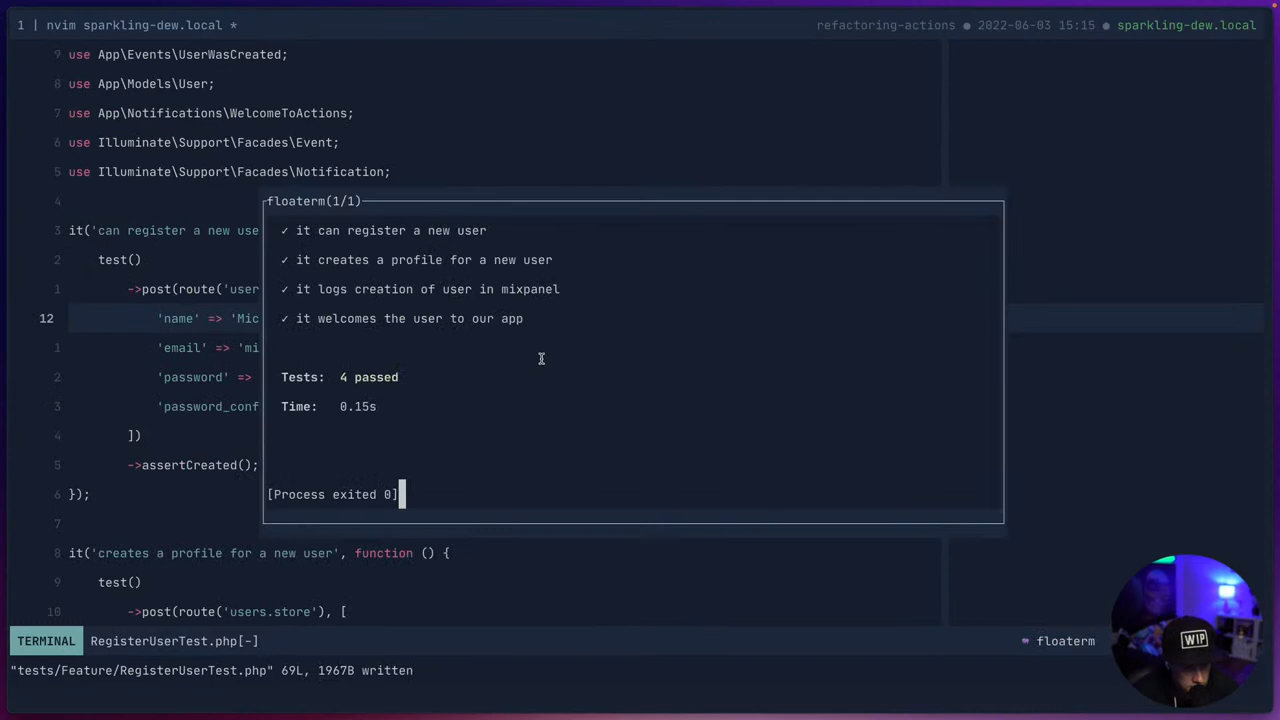 1 | nvim sparkling-dew.local * refactoring-actions ● 2022-06-03 15:15 ● sparkling-dew.local
9 use App\Events\UserWasCreated;
8 use App\Models\User;
7 use App\Notifications\WelcomeToActions;
6 use Illuminate\Support\Facades\Event;
5 use Illuminate\Support\Facades\Notification;
4
3 it('can register a new use
2 test()
1 ->post(route('user
12 'name' => 'Mic
1 'email' => 'mi
2 'password' =>
3 'password_conf
4 ])
5 ->assertCreated();
6 });
7
8 it('creates a profile for a new user', function () {
9 test()
10 ->post(route('users.store'), [
floaterm(1/1)
✓ it can register a new user
✓ it creates a profile for a new user
✓ it logs creation of user in mixpanel
✓ it welcomes the user to our app
Tests: 4 passed
Time: 0.15s
[Process exited 0]
TERMINAL RegisterUserTest.php[-] floaterm
"tests/Feature/RegisterUserTest.php" 69L, 1967B written
WIP